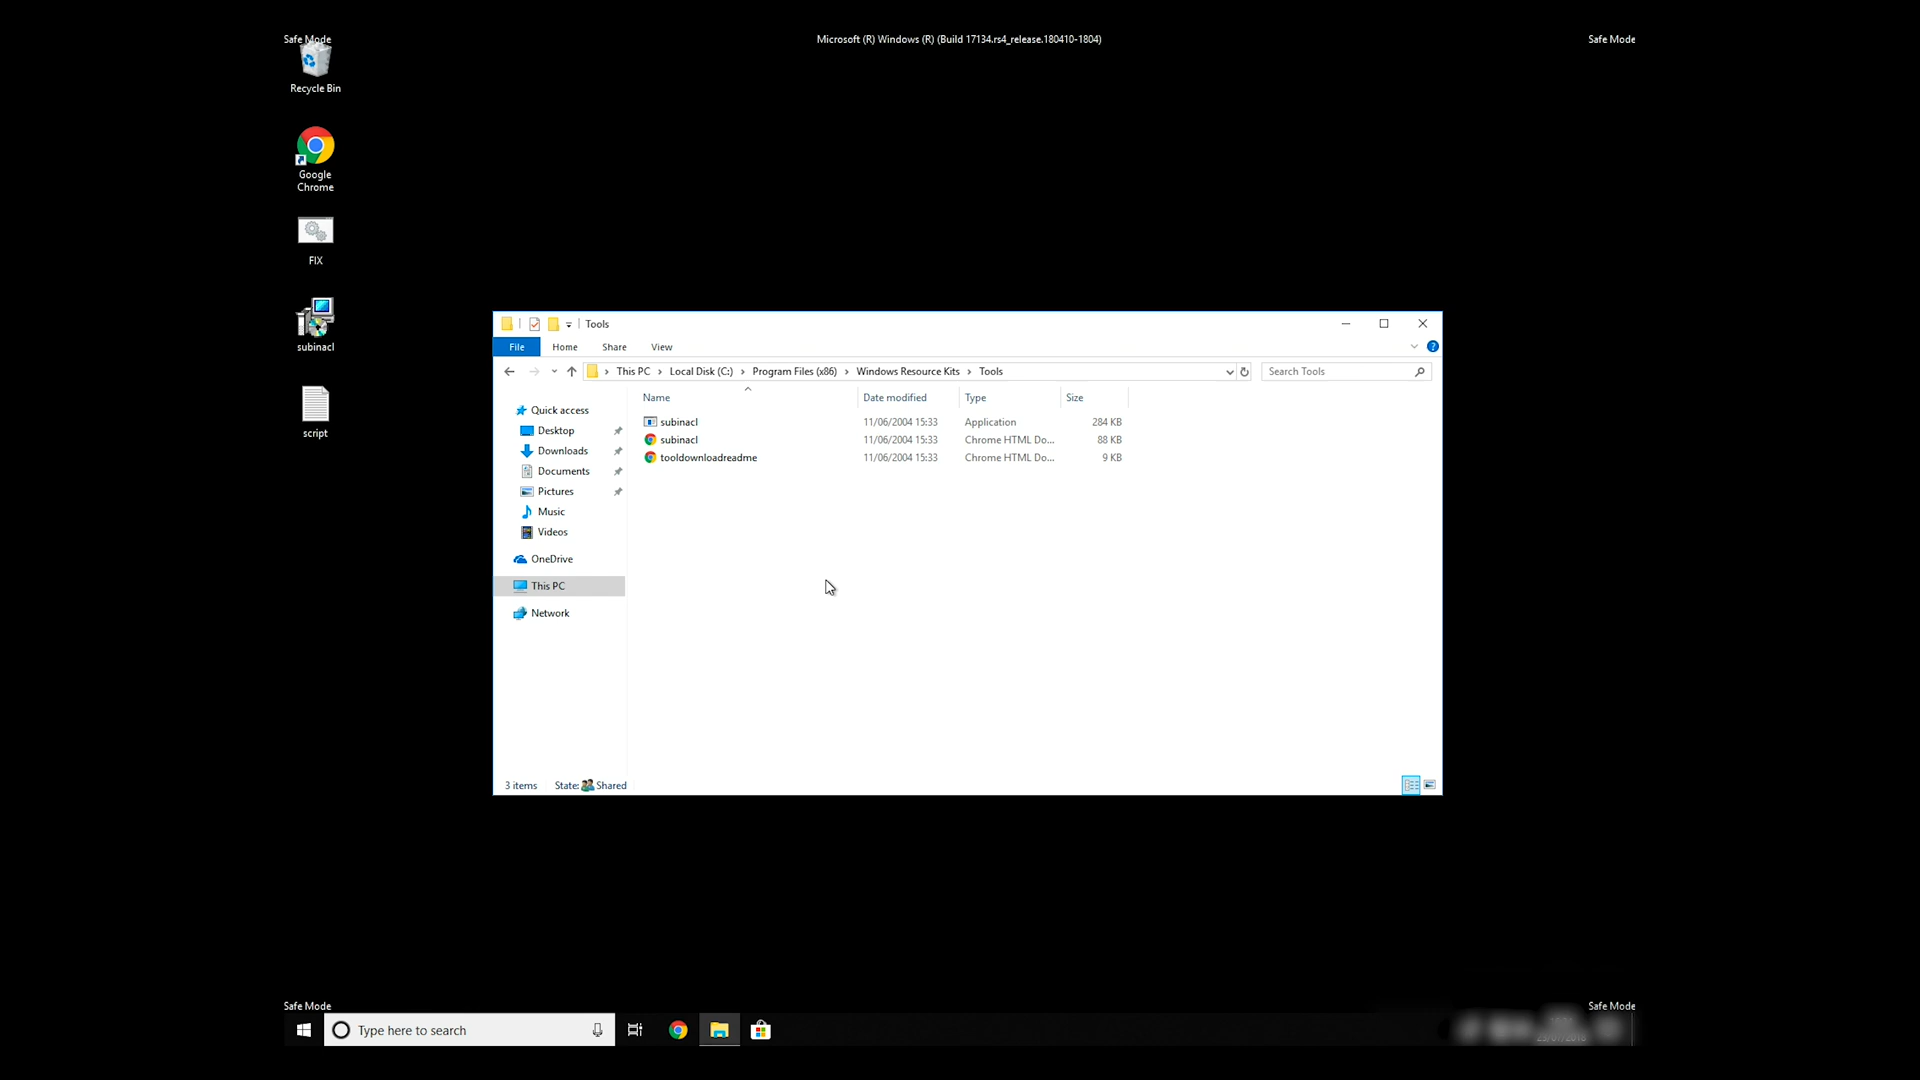 Safe Mode
Microsoft (R) Windows (R) (Build 17134.rs4_release.180410-1804)
Safe Mode
Recycle Bin
Google
Chrome
FIX
subinacl
script
Tools
File Home Share View
This PC > Local Disk (C:) > Program Files (x86) > Windows Resource Kits > Tools
Search Tools
Name Date modified Type Size
subinacl 11/06/2004 15:33 Application 284 KB
subinacl 11/06/2004 15:33 Chrome HTML Do... 88 KB
tooldownloadreadme 11/06/2004 15:33 Chrome HTML Do... 9 KB
Quick access
Desktop
Downloads
Documents
Pictures
Music
Videos
OneDrive
This PC
Network
3 items State: Shared
Safe Mode
Safe Mode
Type here to search